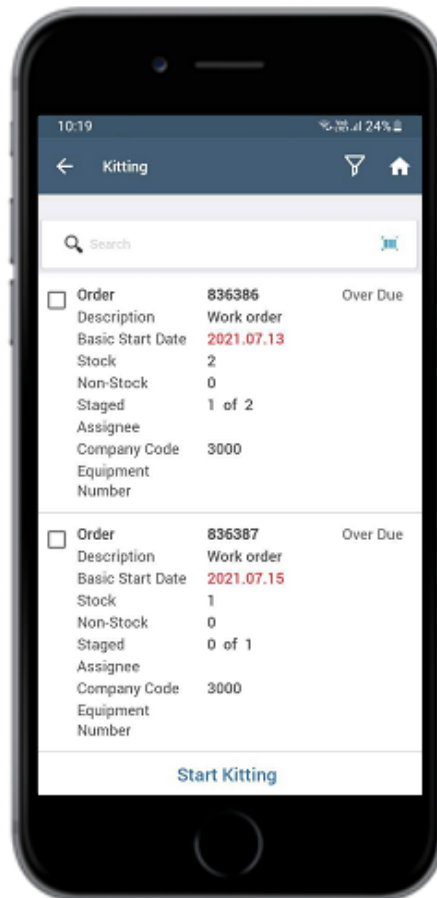 10:19 24%
Kitting
Search
Order 836386 Over Due
Description Work order
Basic Start Date 2021.07.13
Stock 2
Non-Stock 0
Staged 1 of 2
Assignee
Company Code 3000
Equipment
Number
Order 836387 Over Due
Description Work order
Basic Start Date 2021.07.15
Stock 1
Non-Stock 0
Staged 0 of 1
Assignee
Company Code 3000
Equipment
Number
Start Kitting